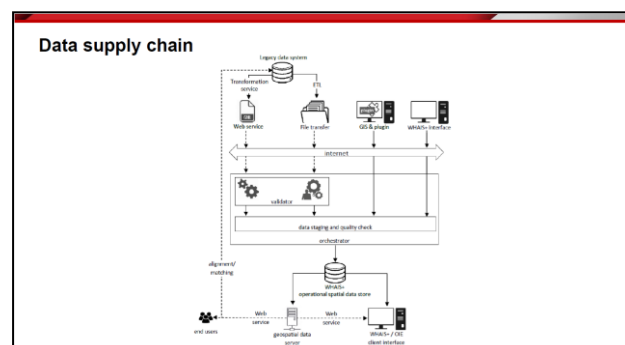 Data supply chain
Legacy data system
Transformation
service
ETL
Web service
File transfer
GIS & plugin
WHAIS+ Interface
internet
validator
data staging and quality check
orchestrator
alignment/
matching
WHAIS+
operational spatial data store
Web
service
Web
service
end users
geospatial data
server
WHAIS+ / OIE
client interface